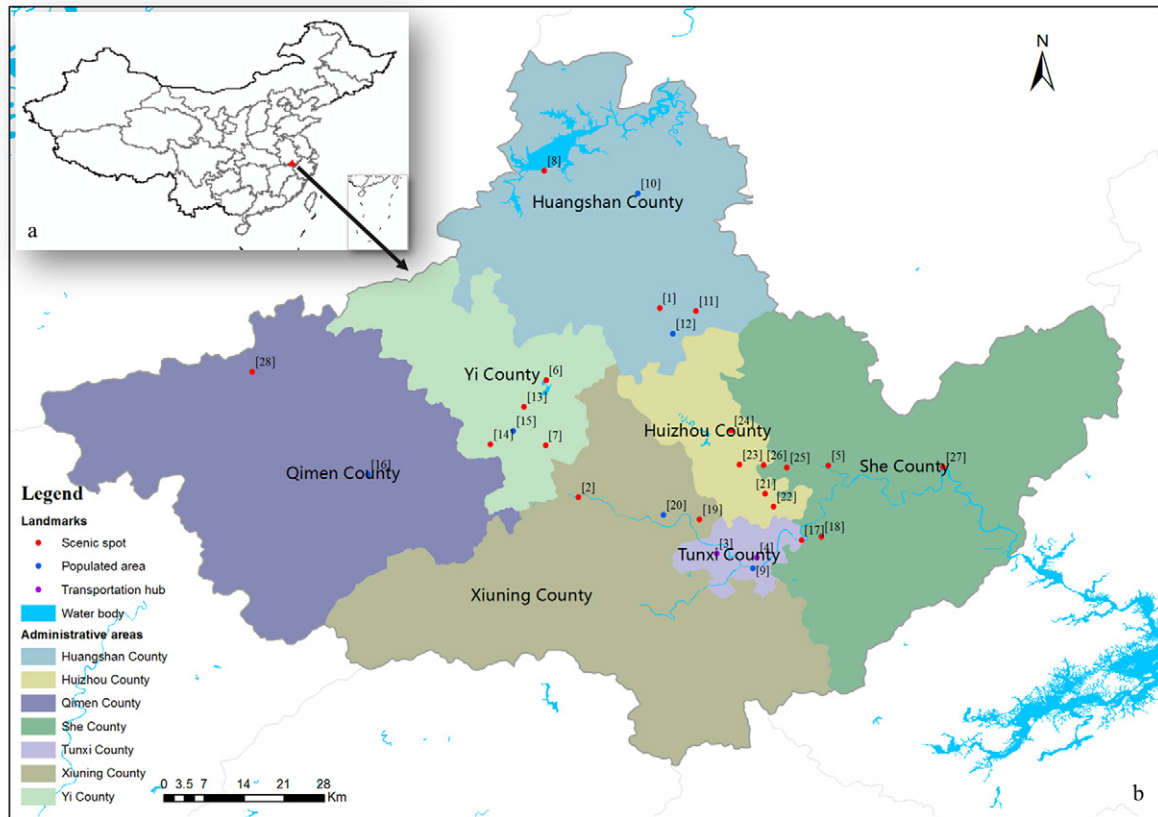 N
[8]
[10]
Huangshan County
a
[1]
[11]
[12]
[28]
Yi County
[6]
[13]
[15]
[14]
[7]
[24]
Huizhou County
[23]
[26]
[25]
[5]
She County
[27]
[16]
Qimen County
[2]
[21]
[22]
[20]
[19]
[17]
[18]
[3]
[4]
Tunxi County
[9]
Xiuning County
Legend
Landmarks
Scenic spot
Populated area
Transportation hub
Water body
Administrative areas
Huangshan County
Huizhou County
Qimen County
She County
Tunxi County
Xiuning County
Yi County
0 3.5 7 14 21 28
Km
b